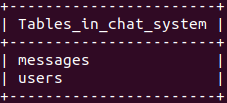 +-----------------------+
| Tables_in_chat_system |
+-----------------------+
| messages              |
| users                 |
+-----------------------+